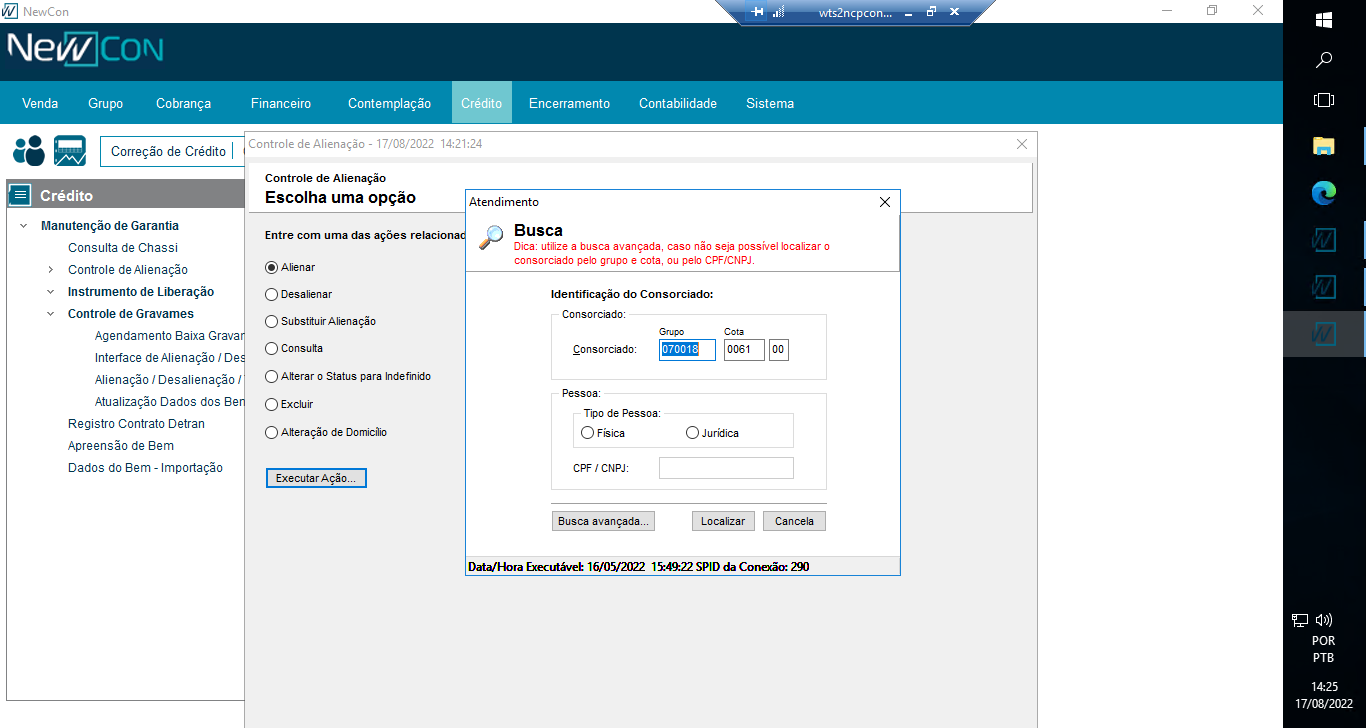 NewCon
wts2ncpcon...
NeWCon
Venda
Grupo
Cobrança
Financeiro
Contemplação
Crédito
Encerramento
Contabilidade
Sistema
Correção de Crédito
Crédito
Manutenção de Garantia
Consulta de Chassi
Controle de Alienação
Instrumento de Liberação
Controle de Gravames
Agendamento Baixa Gravar
Interface de Alienação / Des
Alienação / Desalienação /
Atualização Dados dos Ben
Registro Contrato Detran
Apreensão de Bem
Dados do Bem - Importação
Controle de Alienação - 17/08/2022 14:21:24
Controle de Alienação
Escolha uma opção
Entre com uma das ações relacionad
Alienar
Desalienar
Substituir Alienação
Consulta
Alterar o Status para Indefinido
Excluir
Alteração de Domicílio
Executar Ação...
Atendimento
Busca
Dica: utilize a busca avançada, caso não seja possível localizar o
consorciado pelo grupo e cota, ou pelo CPF/CNPJ.
Identificação do Consorciado:
Consorciado:
Grupo Cota
Consorciado: 070018 0061 00
Pessoa:
Tipo de Pessoa:
Física Jurídica
CPF / CNPJ:
Busca avançada... Localizar Cancela
Data/Hora Executável: 16/05/2022 15:49:22 SPID da Conexão: 290
POR
PTB
14:25
17/08/2022